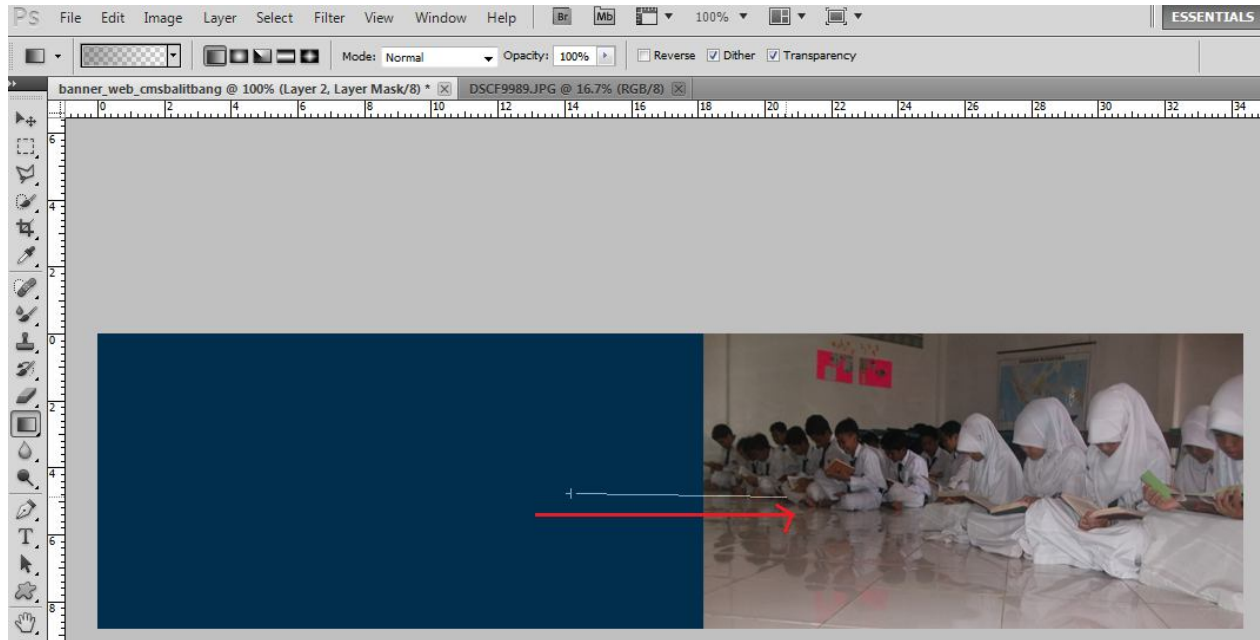 Ps File Edit Image Layer Select Filter View Window Help Br Mb 100% ESSENTIALS
Mode: Normal Opacity: 100% Reverse Dither Transparency
banner_web_cmsbalitbang @ 100% (Layer 2, Layer Mask/8) * DSCF9989.JPG @ 16.7% (RGB/8)
0 2 4 6 8 10 12 14 16 18 20 22 24 26 28 30 32 34
6
4
2
0
2
4
T 6
8